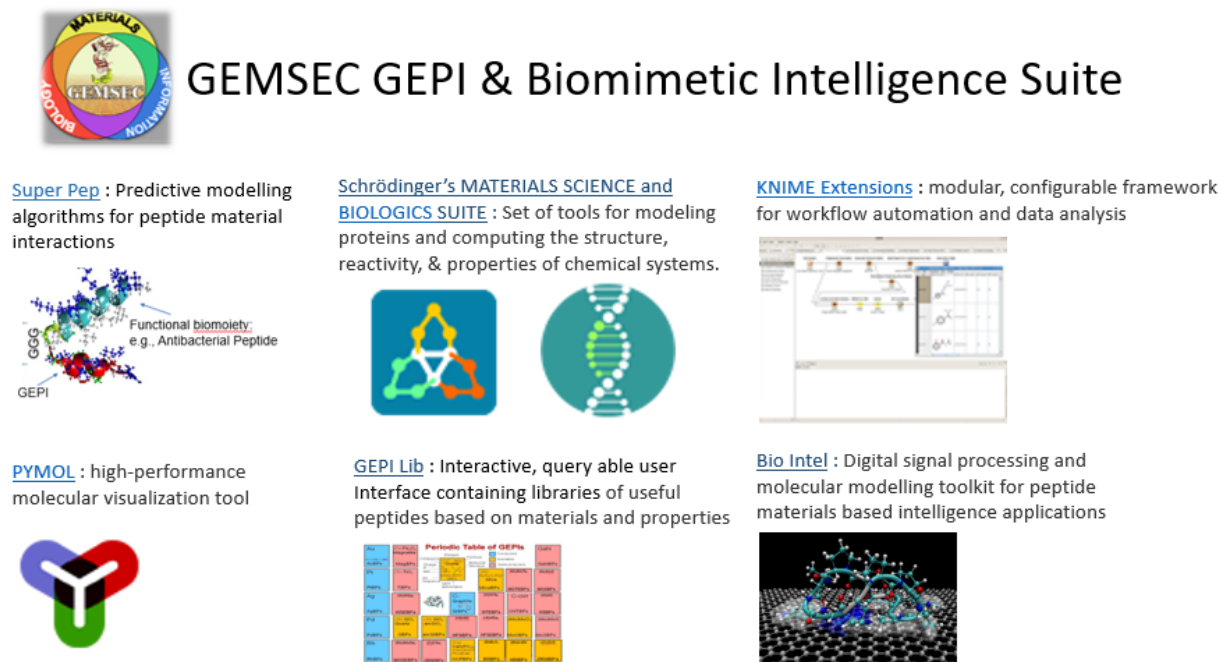 MATERIALS
GEMSEC
BIOLOGY
INFORMATION
GEMSEC GEPI & Biomimetic Intelligence Suite
Super Pep : Predictive modelling
algorithms for peptide material
interactions
Functional biomoiety:
e.g., Antibacterial Peptide
GGG
GEPI
Schrödinger's MATERIALS SCIENCE and
BIOLOGICS SUITE : Set of tools for modeling
proteins and computing the structure,
reactivity, & properties of chemical systems.
KNIME Extensions : modular, configurable framework
for workflow automation and data analysis
PYMOL : high-performance
molecular visualization tool
GEPI Lib : Interactive, query able user
Interface containing libraries of useful
peptides based on materials and properties
Periodic Table of GEPIs
Bio Intel : Digital signal processing and
molecular modelling toolkit for peptide
materials based intelligence applications